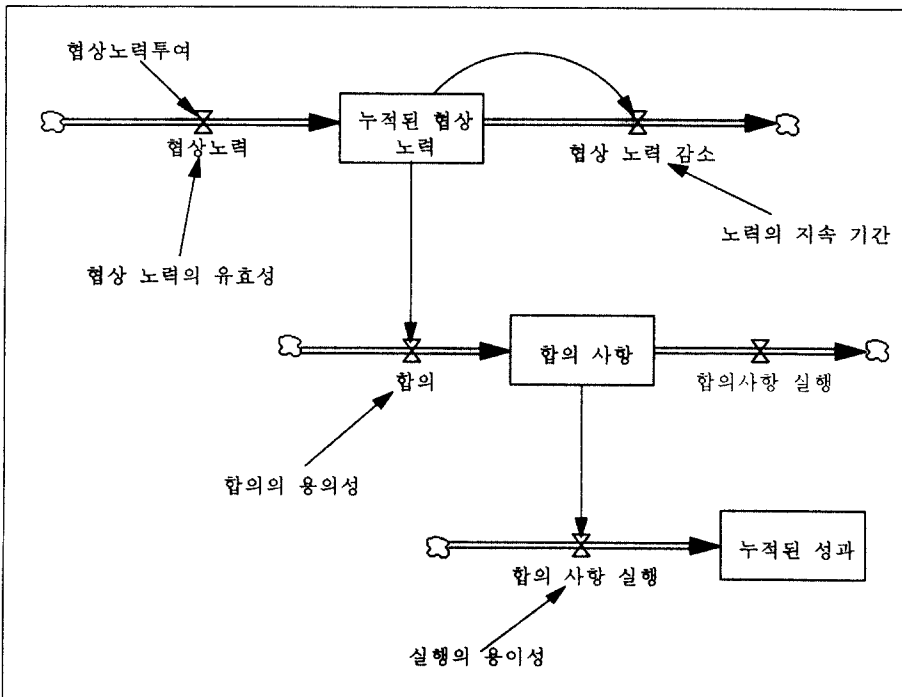 협상노력투여
누적된 협상
노력
협상노력
협상 노력 감소
노력의 지속 기간
협상 노력의 유효성
합의 사항
합의
합의사항 실행
합의의 용의성
누적된 성과
합의 사항 실행
실행의 용이성